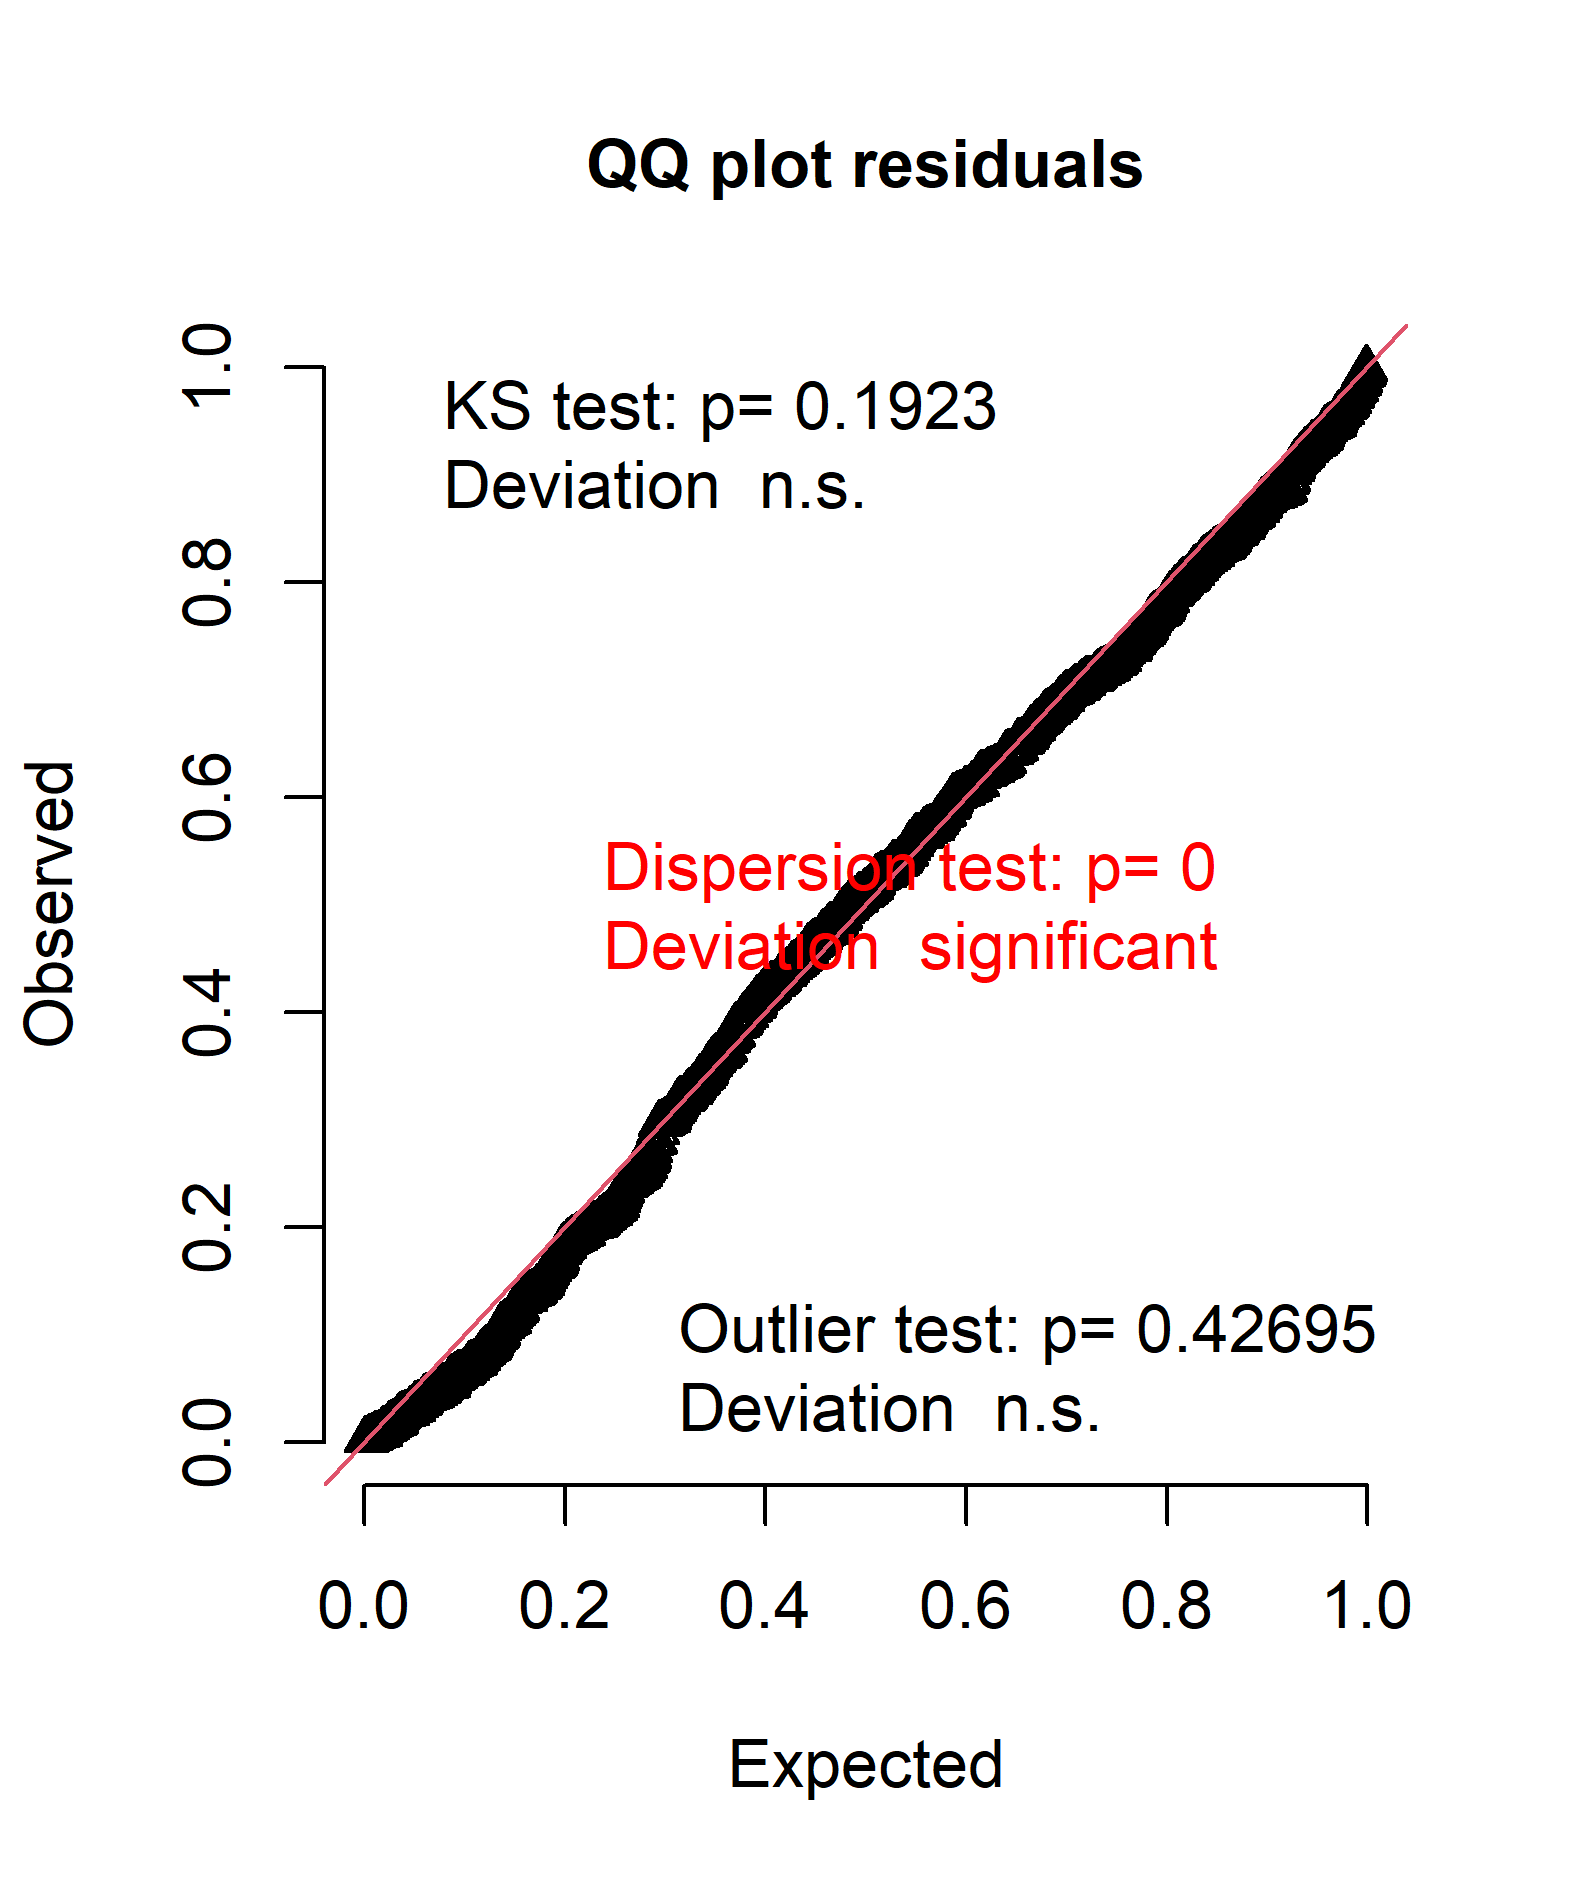 QQ plot residuals
KS test: p= 0.1923
Deviation  n.s.
Dispersion test: p= 0
Deviation  significant
Outlier test: p= 0.42695
Deviation  n.s.
Observed
1.0
0.8
0.6
0.4
0.2
0.0
0.0 0.2 0.4 0.6 0.8 1.0
Expected